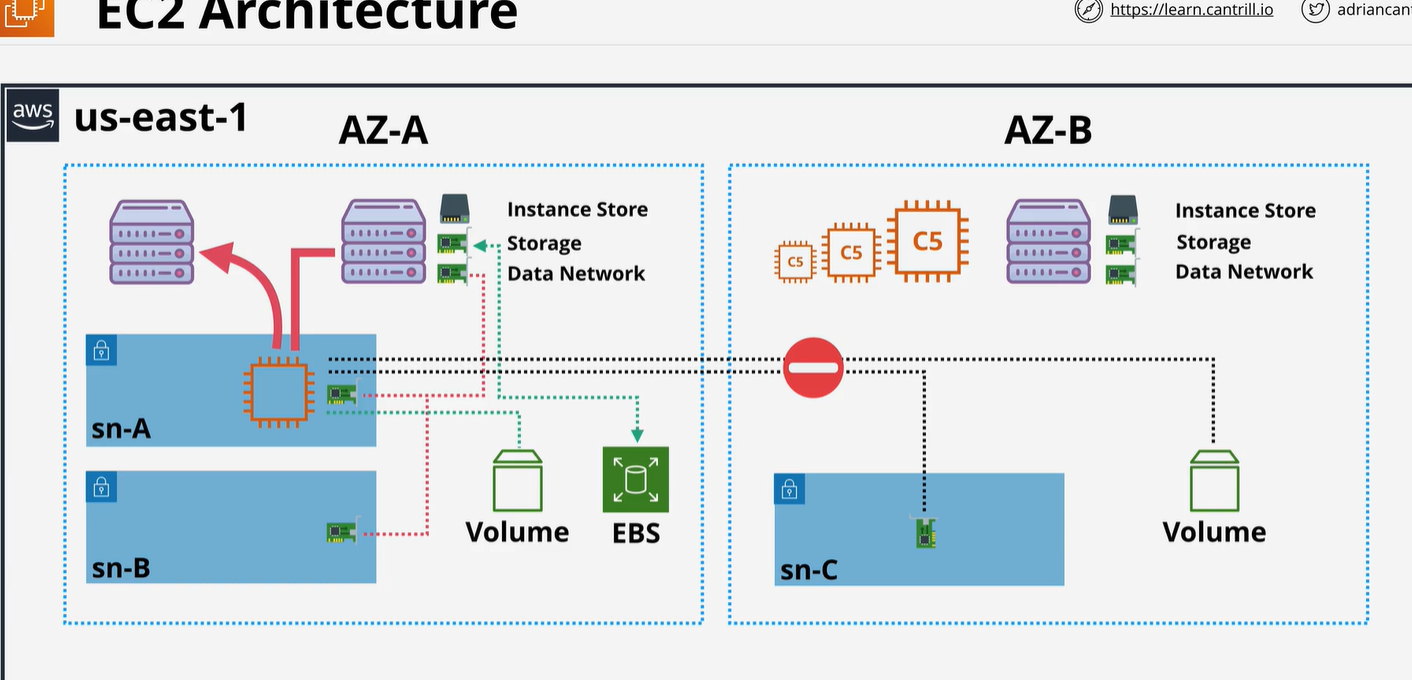 EC2 Architecture
https://learn.cantrill.io
adriancant
aws
us-east-1
AZ-A
AZ-B
Instance Store
Storage
Data Network
C5
C5
C5
Instance Store
Storage
Data Network
sn-A
sn-B
Volume
EBS
sn-C
Volume